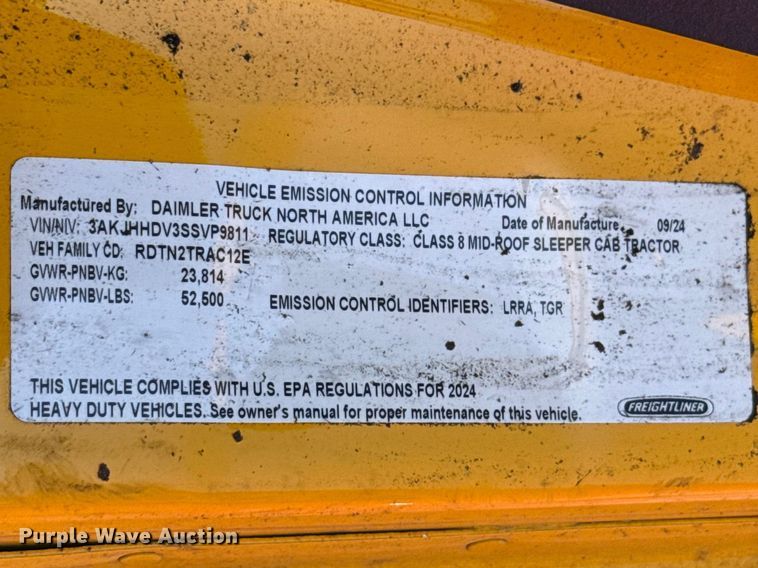 VEHICLE EMISSION CONTROL INFORMATION
Manufactured By: DAIMLER TRUCK NORTH AMERICA LLC Date of Manufacture 09/24
VIN/NIV: 3AKJHHDV3SSVP9811 REGULATORY CLASS: CLASS 8 MID-ROOF SLEEPER CAB TRACTOR
VEH FAMILY CD: RDTN2TRAC12E
GVWR-PNBV-KG: 23,814
GVWR-PNBV-LBS: 52,500 EMISSION CONTROL IDENTIFIERS: LRRA, TGR
THIS VEHICLE COMPLIES WITH U.S. EPA REGULATIONS FOR 2024
HEAVY DUTY VEHICLES. See owner's manual for proper maintenance of this vehicle.
FREIGHTLINER
Purple Wave Auction